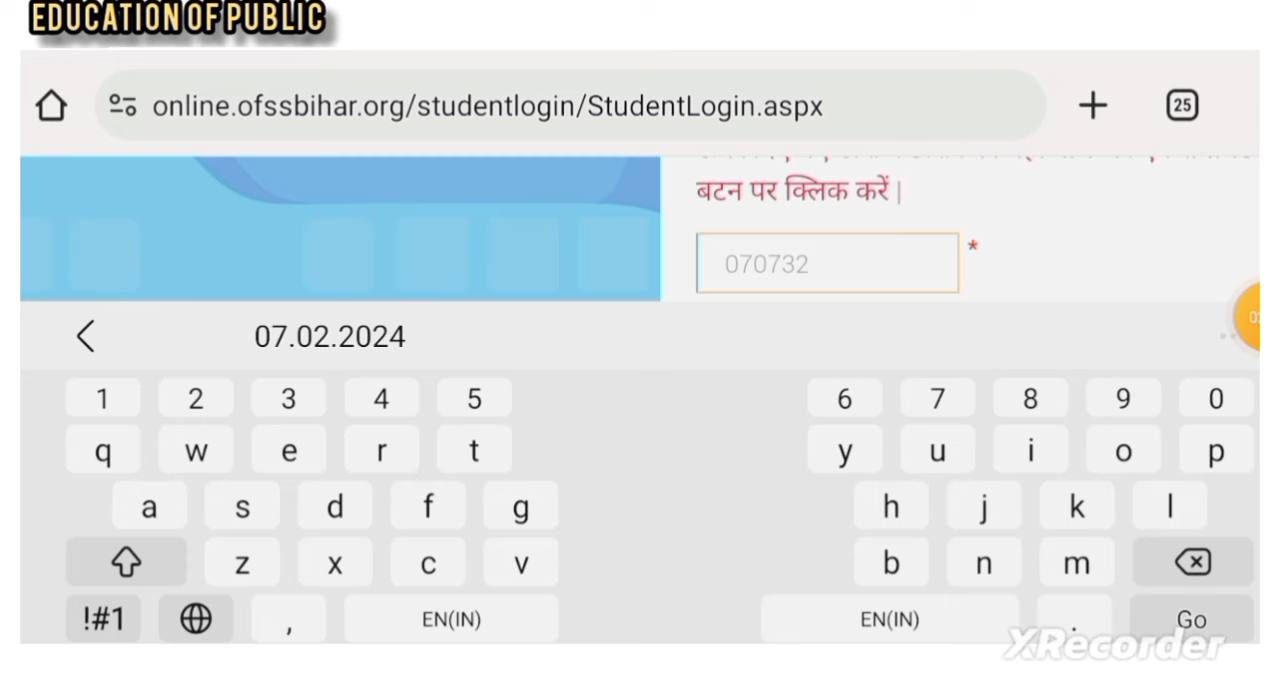 EDUCATION OF PUBLIC
online.ofssbihar.org/studentlogin/StudentLogin.aspx
25
बटन पर क्लिक करें|
070732 *
07.02.2024
1 2 3 4 5 6 7 8 9 0
q w e r t y u i o p
a s d f g h j k l
z x c v b n m
!#1 , EN(IN) EN(IN) . Go
XRecorder